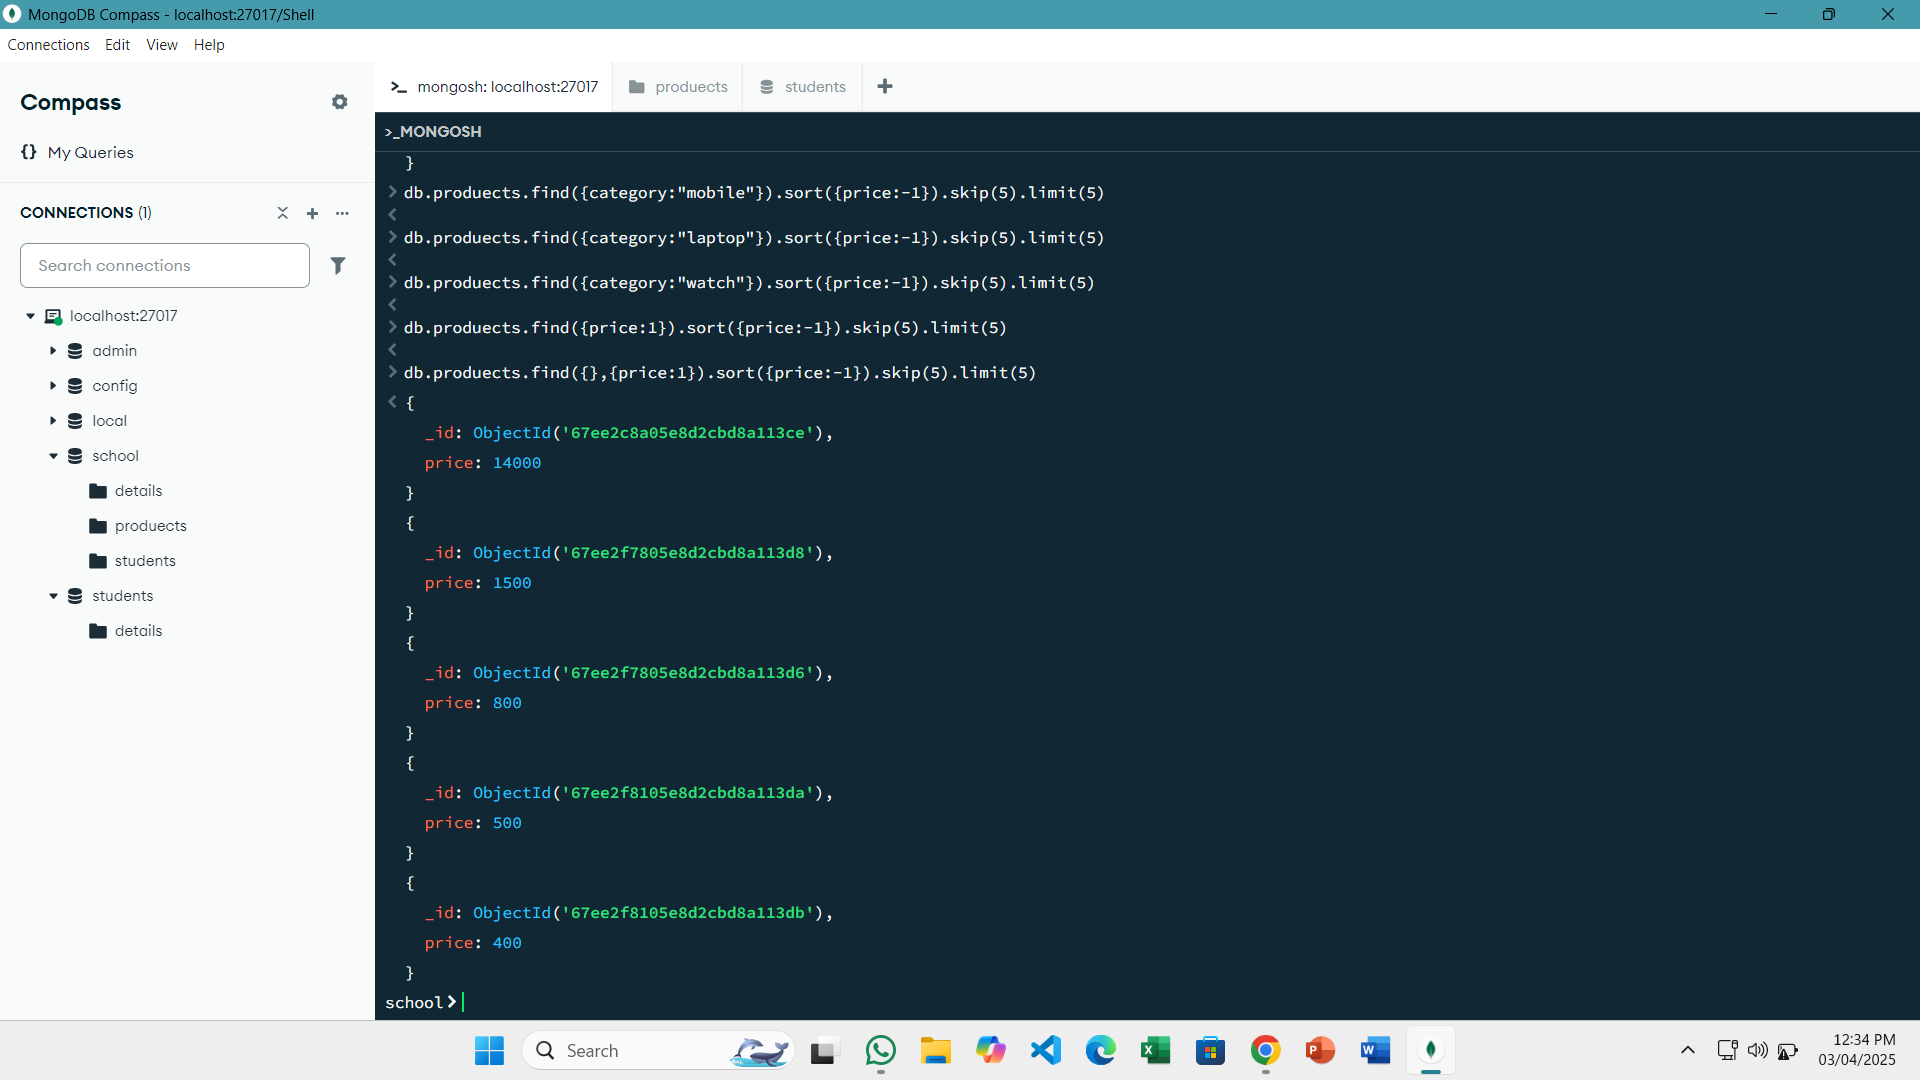 MongoDB Compass - localhost:27017/Shell
Connections Edit View Help
Compass
mongosh: localhost:27017 produects students
>_MONGOSH
{} My Queries
CONNECTIONS (1)
Search connections
localhost:27017
admin
config
local
school
details
produects
students
students
details
}
> db.produects.find({category:"mobile"}).sort({price:-1}).skip(5).limit(5)
<
> db.produects.find({category:"laptop"}).sort({price:-1}).skip(5).limit(5)
<
> db.produects.find({category:"watch"}).sort({price:-1}).skip(5).limit(5)
<
> db.produects.find({price:1}).sort({price:-1}).skip(5).limit(5)
<
> db.produects.find({},{price:1}).sort({price:-1}).skip(5).limit(5)
< {
_id: ObjectId('67ee2c8a05e8d2cbd8a113ce'),
price: 14000
}
{
_id: ObjectId('67ee2f7805e8d2cbd8a113d8'),
price: 1500
}
{
_id: ObjectId('67ee2f7805e8d2cbd8a113d6'),
price: 800
}
{
_id: ObjectId('67ee2f8105e8d2cbd8a113da'),
price: 500
}
{
_id: ObjectId('67ee2f8105e8d2cbd8a113db'),
price: 400
}
school>
Search
12:34 PM
03/04/2025